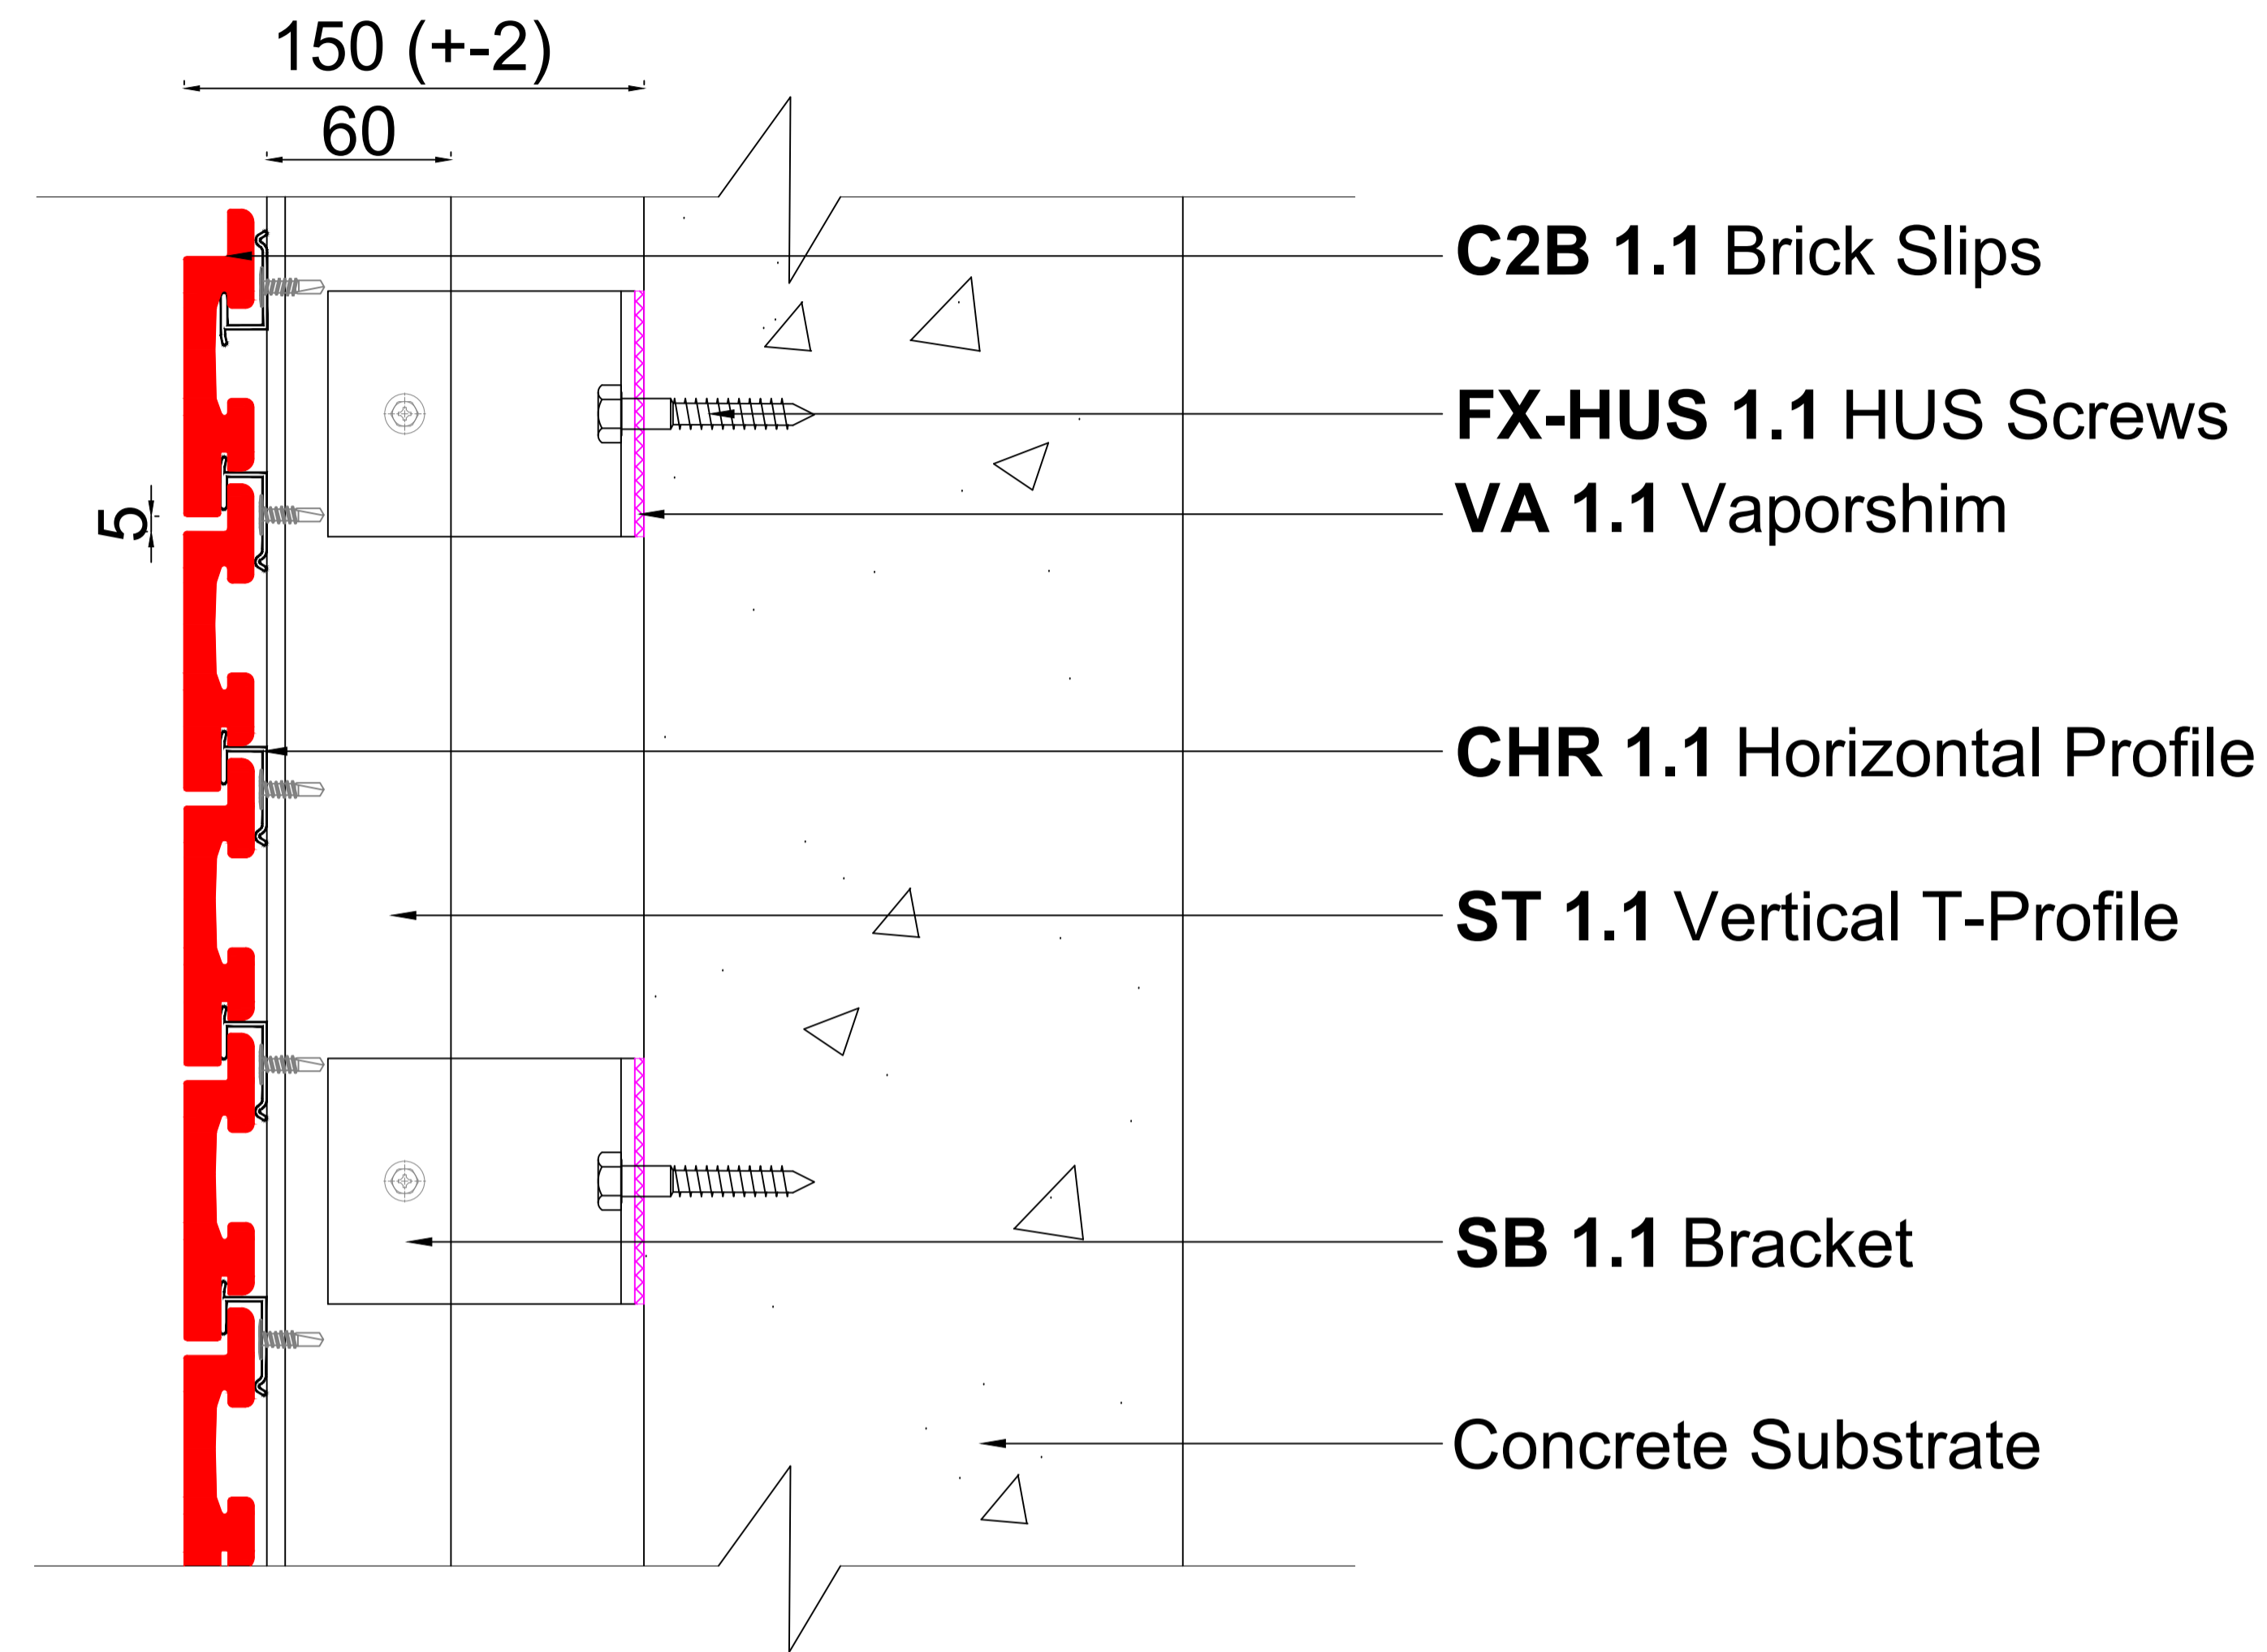 150 (+-2)
60
C2B 1.1 Brick Slips
FX-HUS 1.1 HUS Screws
VA 1.1 Vaporshim
5
CHR 1.1 Horizontal Profile
ST 1.1 Vertical T-Profile
SB 1.1 Bracket
Concrete Substrate